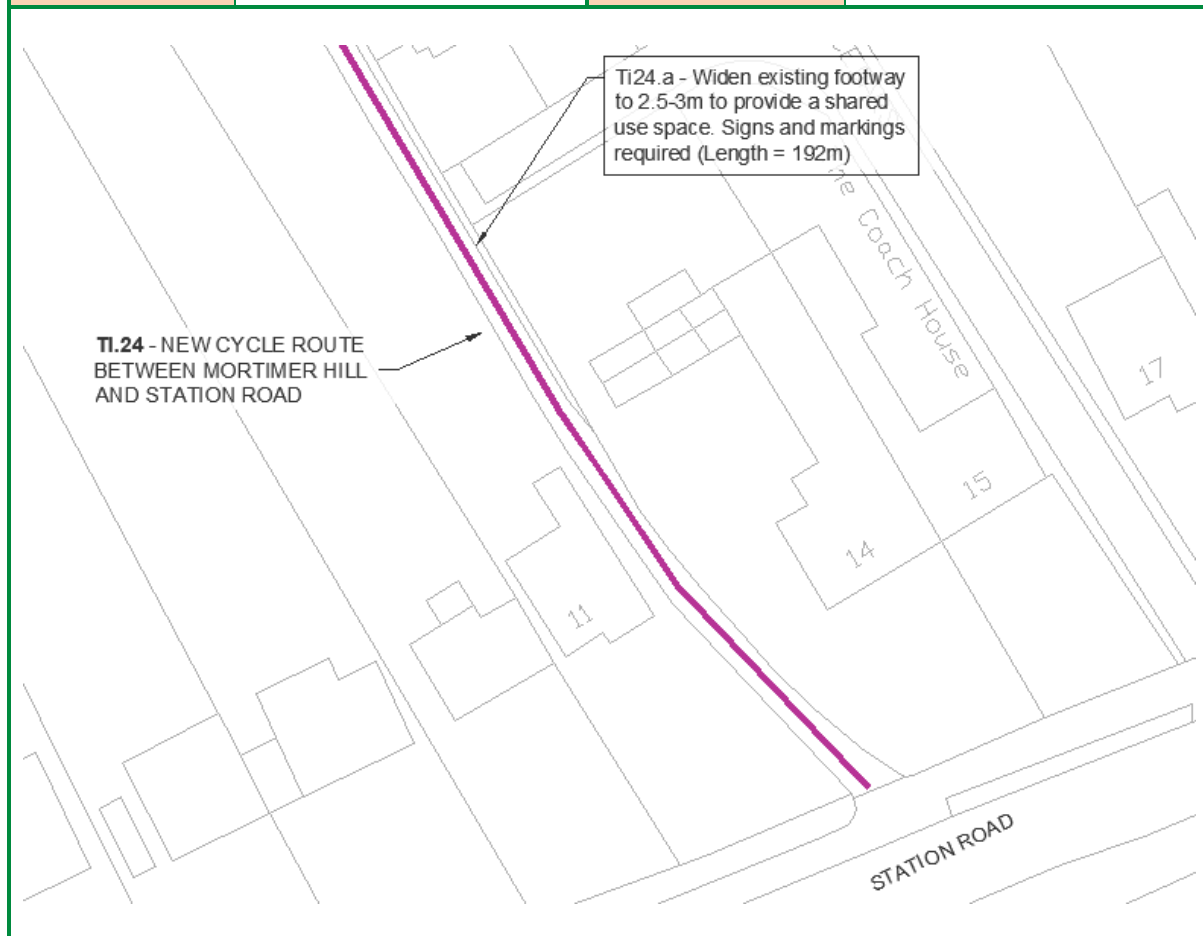 Ti24.a - Widen existing footway
to 2.5-3m to provide a shared
use space. Signs and markings
required (Length = 192m)
Coach House
TI.24 - NEW CYCLE ROUTE
BETWEEN MORTIMER HILL
AND STATION ROAD
17
15
14
11
STATION ROAD